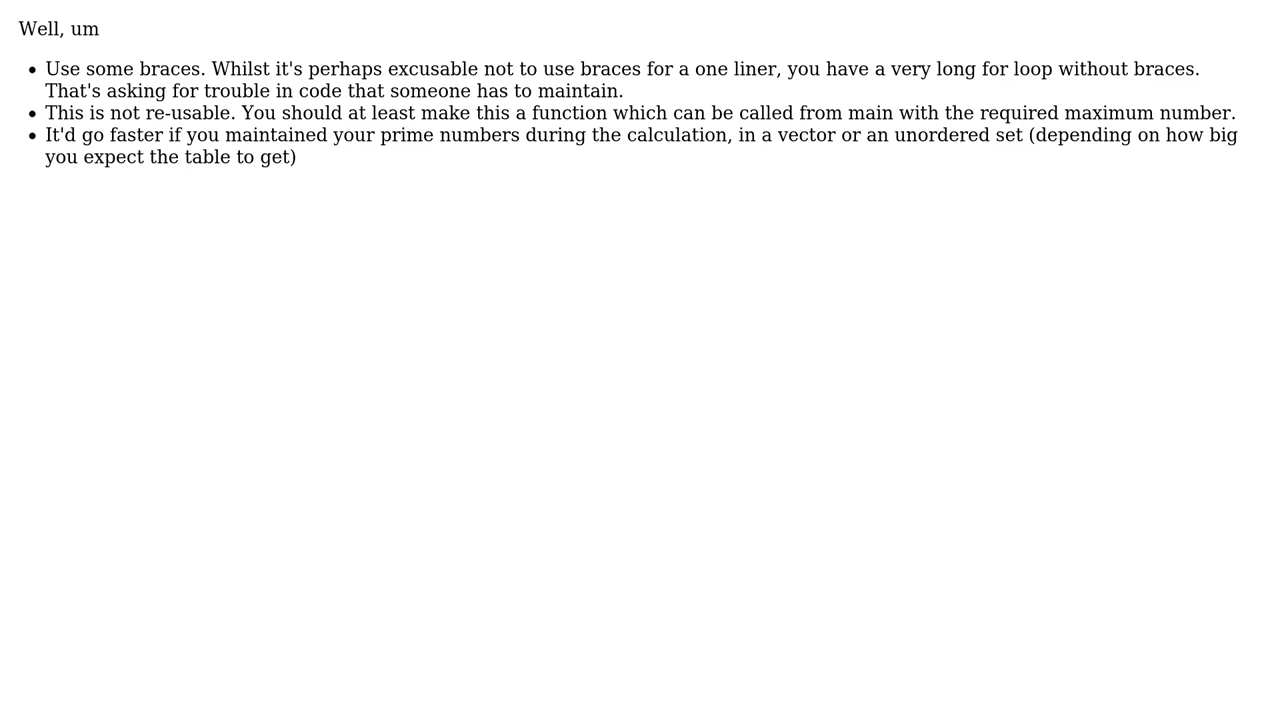 Well, um
• Use some braces. Whilst it's perhaps excusable not to use braces for a one liner, you have a very long for loop without braces.
That's asking for trouble in code that someone has to maintain.
• This is not re-usable. You should at least make this a function which can be called from main with the required maximum number.
• It'd go faster if you maintained your prime numbers during the calculation, in a vector or an unordered set (depending on how big
you expect the table to get)